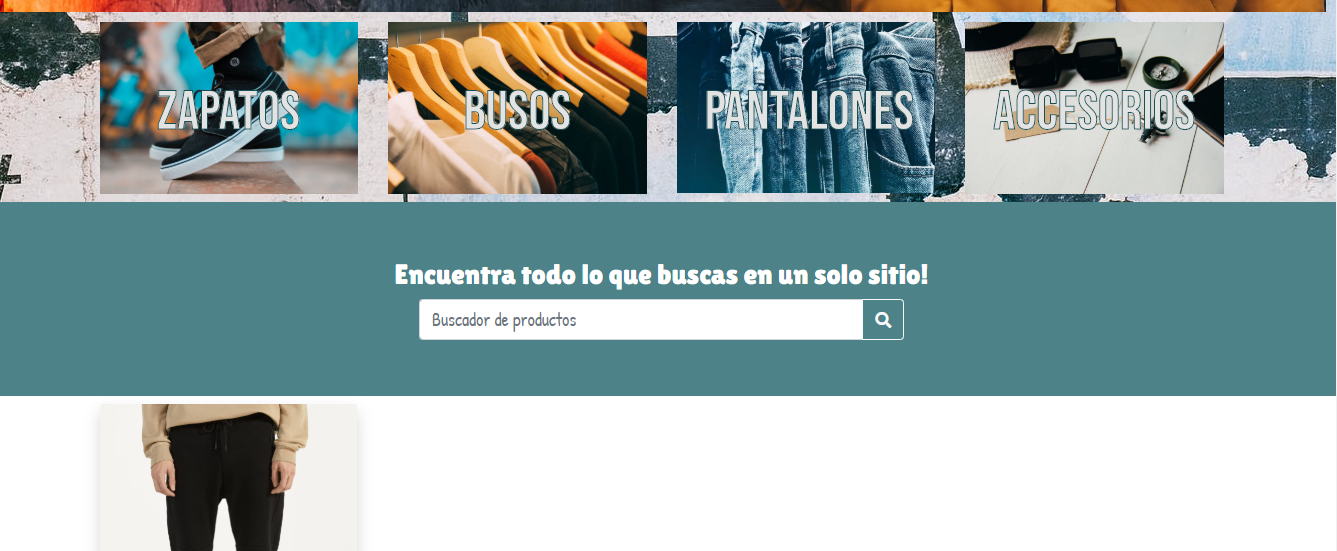 ZAPATOS
BUSOS
PANTALONES
ACCESORIOS
Encuentra todo lo que buscas en un solo sitio!
Buscador de productos